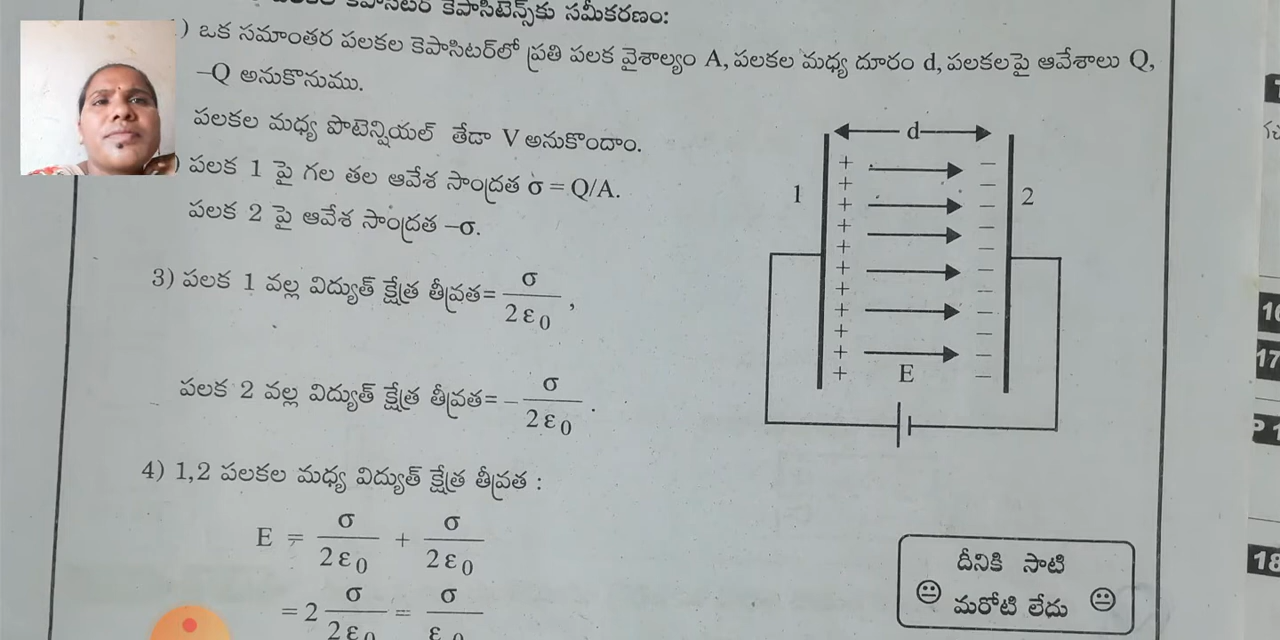 కెపాసిటర్ కెపాసిటెన్స్‌కు సమీకరణం:
) ఒక సమాంతర పలకల కెపాసిటర్‌లో ప్రతి పలక వైశాల్యం A, పలకల మధ్య దూరం d, పలకలపై ఆవేశాలు Q,
–Q అనుకొనుము.
పలకల మధ్య పొటెన్షియల్ తేడా V అనుకొందాం.
) పలక 1 పై గల తల ఆవేశ సాంద్రత σ = Q/A.
పలక 2 పై ఆవేశ సాంద్రత –σ.
3) పలక 1 వల్ల విద్యుత్ క్షేత్ర తీవ్రత= σ/2ε₀ ,
పలక 2 వల్ల విద్యుత్ క్షేత్ర తీవ్రత= – σ/2ε₀ .
4) 1,2 పలకల మధ్య విద్యుత్ క్షేత్ర తీవ్రత :
E = σ/2ε₀ + σ/2ε₀
= 2 σ/2ε₀ = σ/ε₀
d
1
2
E
దీనికి సాటి
మరోటి లేదు
16
17
18